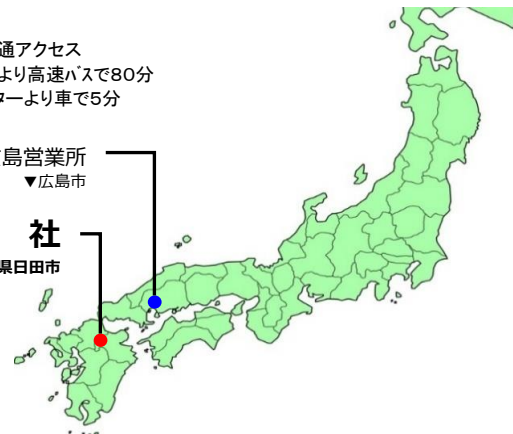 通アクセス
より高速バスで80分
ターより車で5分
島営業所
▼広島市
社
県日田市